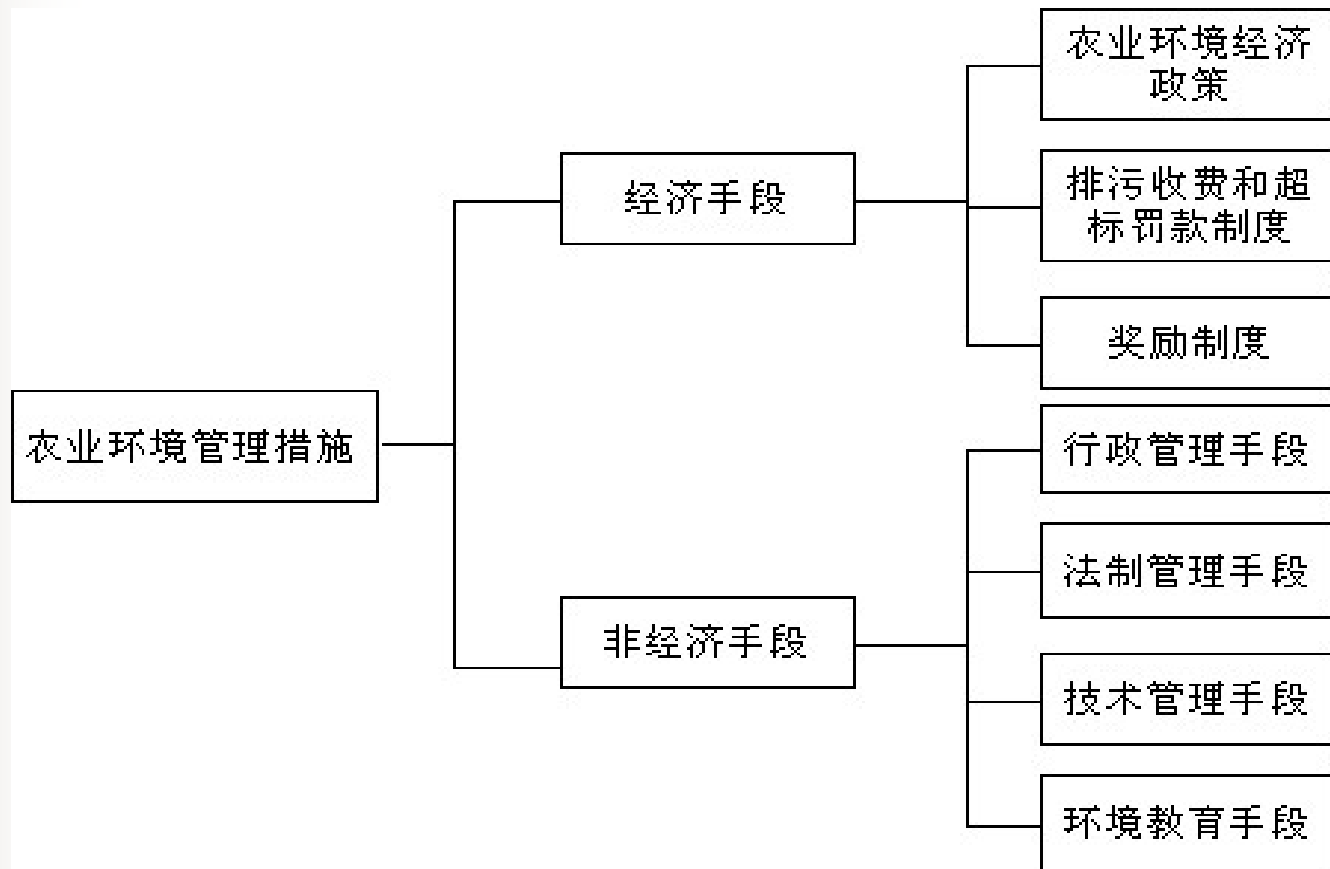 农业环境管理措施
经济手段
农业环境经济
政策
排污收费和超
标罚款制度
奖励制度
非经济手段
行政管理手段
法制管理手段
技术管理手段
环境教育手段